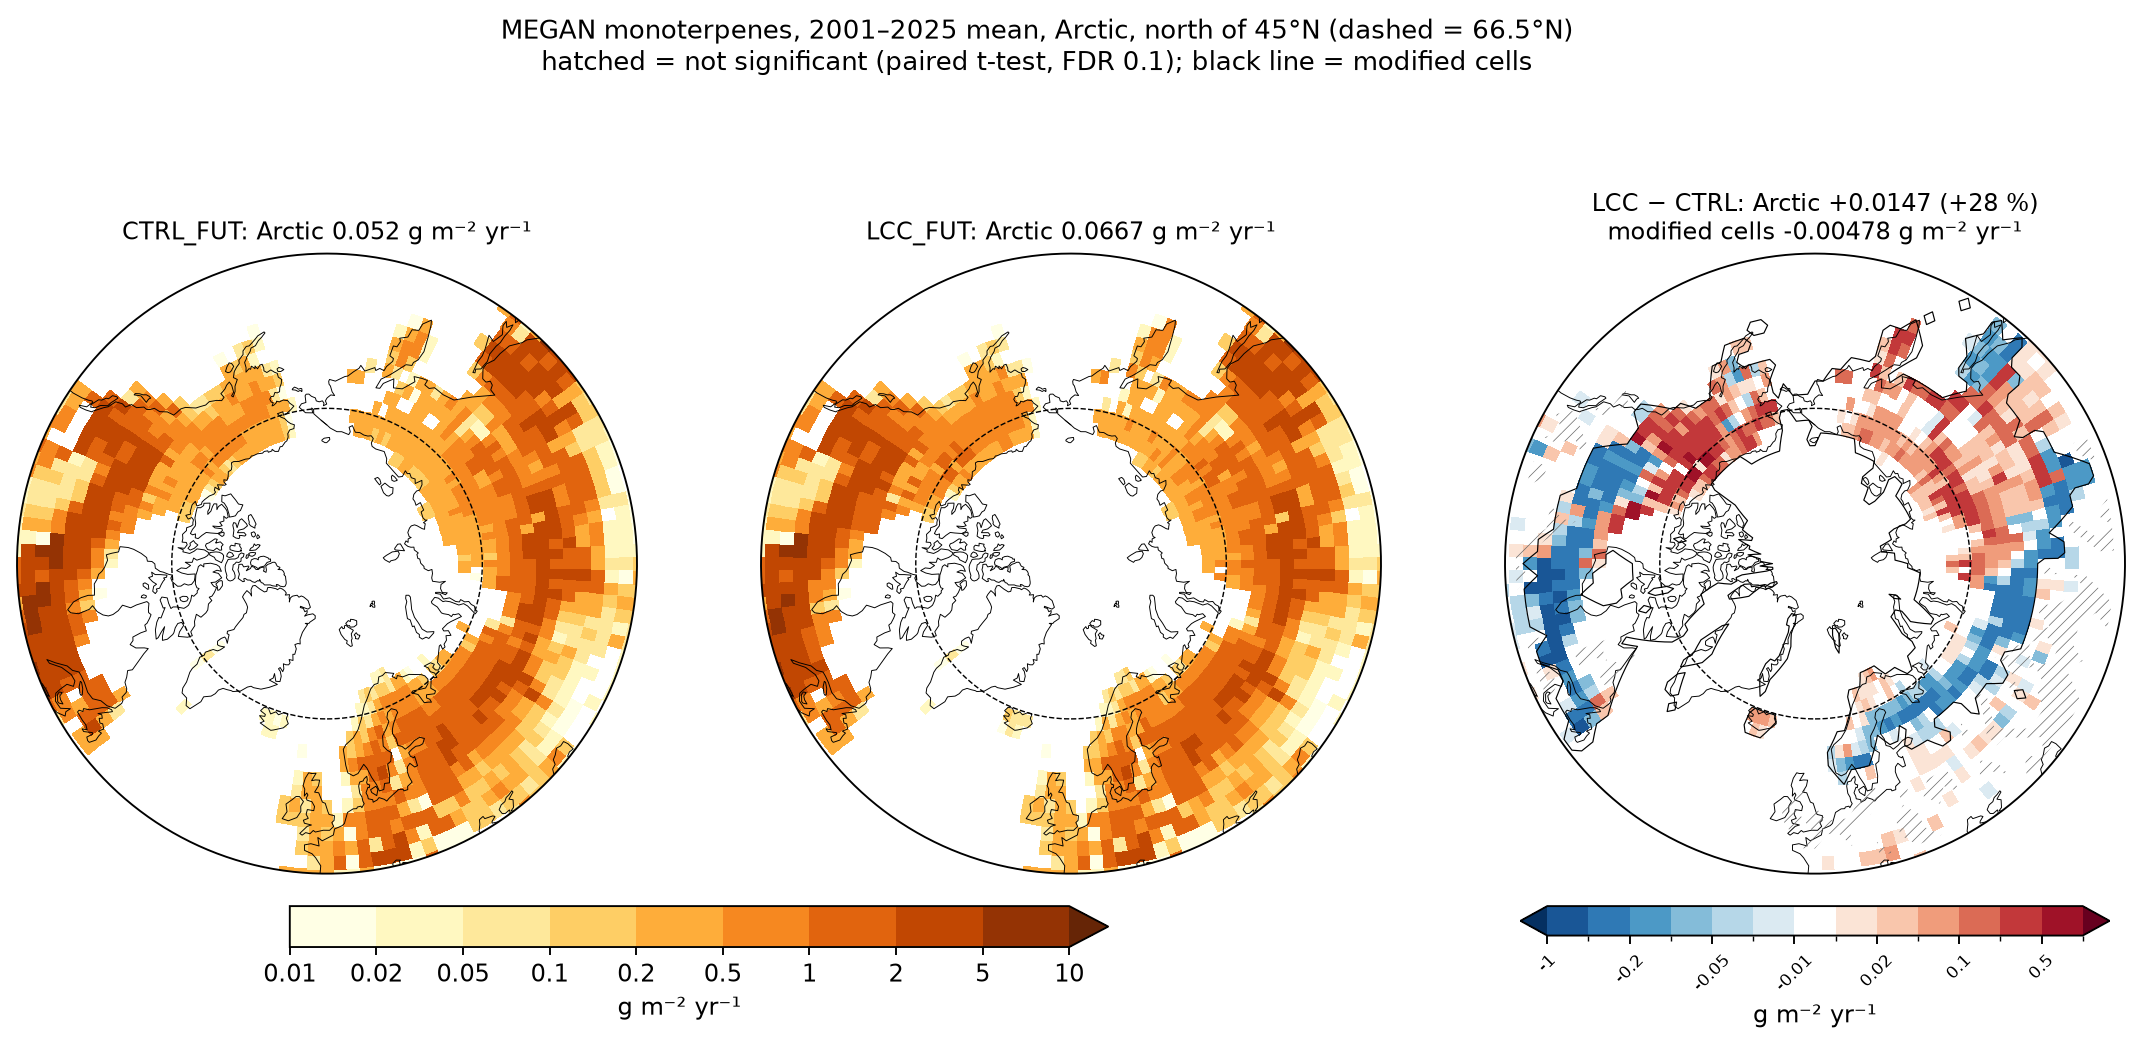 MEGAN monoterpenes, 2001–2025 mean, Arctic, north of 45°N (dashed = 66.5°N)
hatched = not significant (paired t-test, FDR 0.1); black line = modified cells
CTRL_FUT: Arctic 0.052 g m⁻² yr⁻¹
LCC_FUT: Arctic 0.0667 g m⁻² yr⁻¹
LCC − CTRL: Arctic +0.0147 (+28 %)
modified cells -0.00478 g m⁻² yr⁻¹
0.01 0.02 0.05 0.1 0.2 0.5 1 2 5 10
g m⁻² yr⁻¹
-1 -0.2 -0.05 -0.01 0.02 0.1 0.5
g m⁻² yr⁻¹